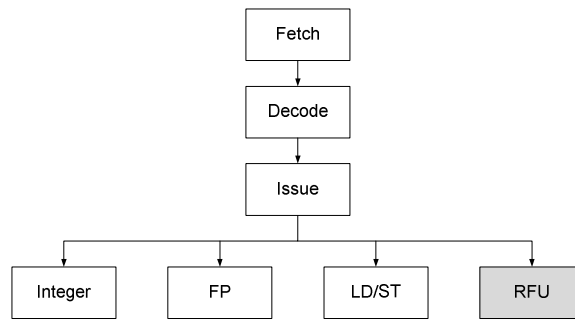 Fetch
Decode
Issue
Integer
FP
LD/ST
RFU